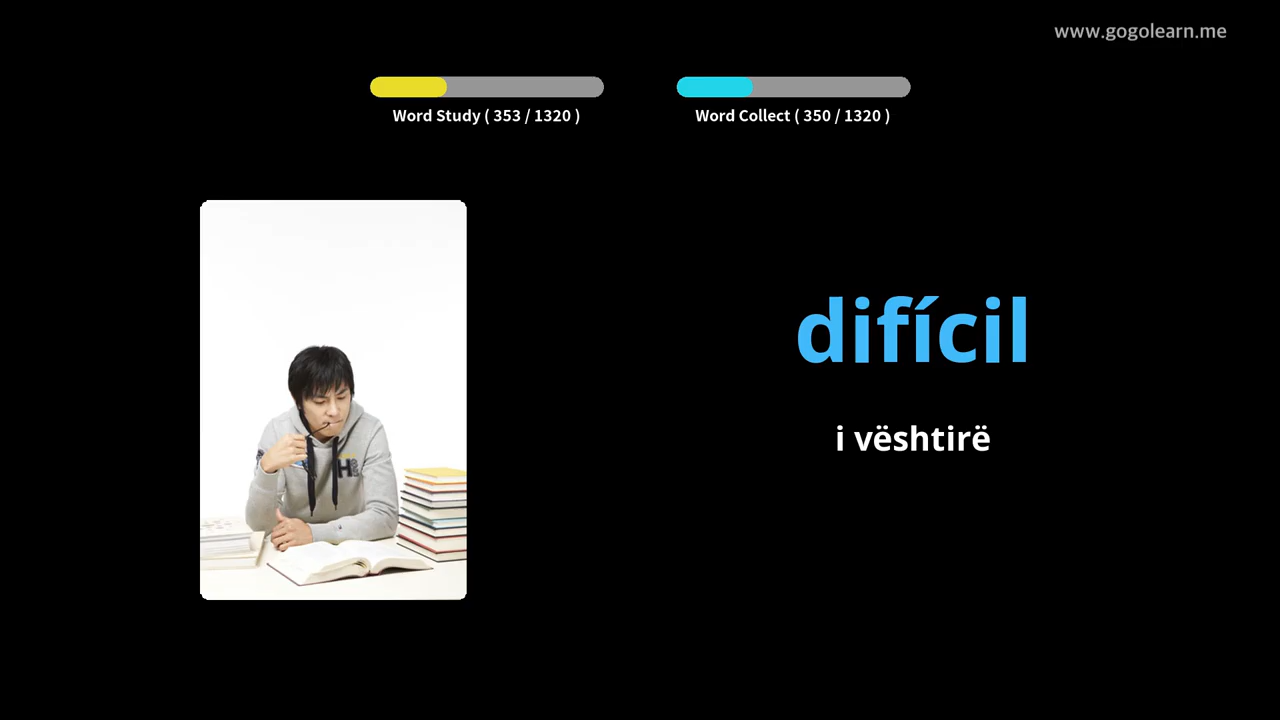 www.gogolearn.me
Word Study ( 353 / 1320 )
Word Collect ( 350 / 1320 )
difícil
i vështirë
H